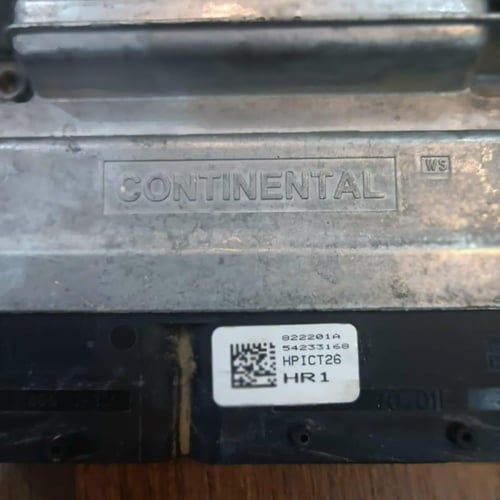 CONTINENTAL
WS
822201A
54233168
HPICT26
HR1